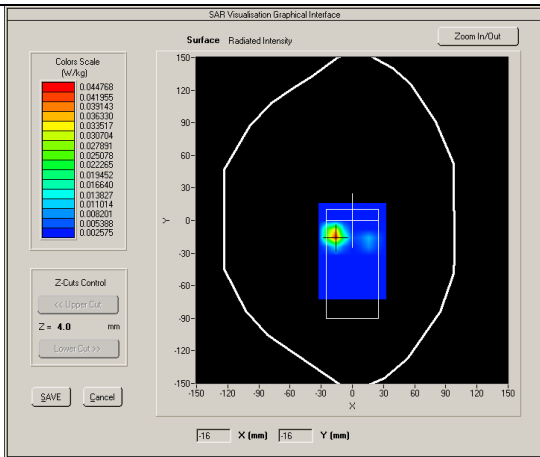 SAR Visualisation Graphical Interface
Surface Radiated Intensity
Zoom In/Out
Colors Scale
(W/kg)
0.044768
0.041955
0.039143
0.036330
0.033517
0.030704
0.027891
0.025078
0.022265
0.019452
0.016640
0.013827
0.011014
0.008201
0.005388
0.002575
Z-Cuts Control
<< Upper Cut
Z = 4.0 mm
Lower Cut >>
SAVE Cancel
150
120
90
60
30
0
-30
-60
-90
-120
-150
Y
-150 -120 -90 -60 -30 0 30 60 90 120 150
X
-16 X (mm) -16 Y (mm)